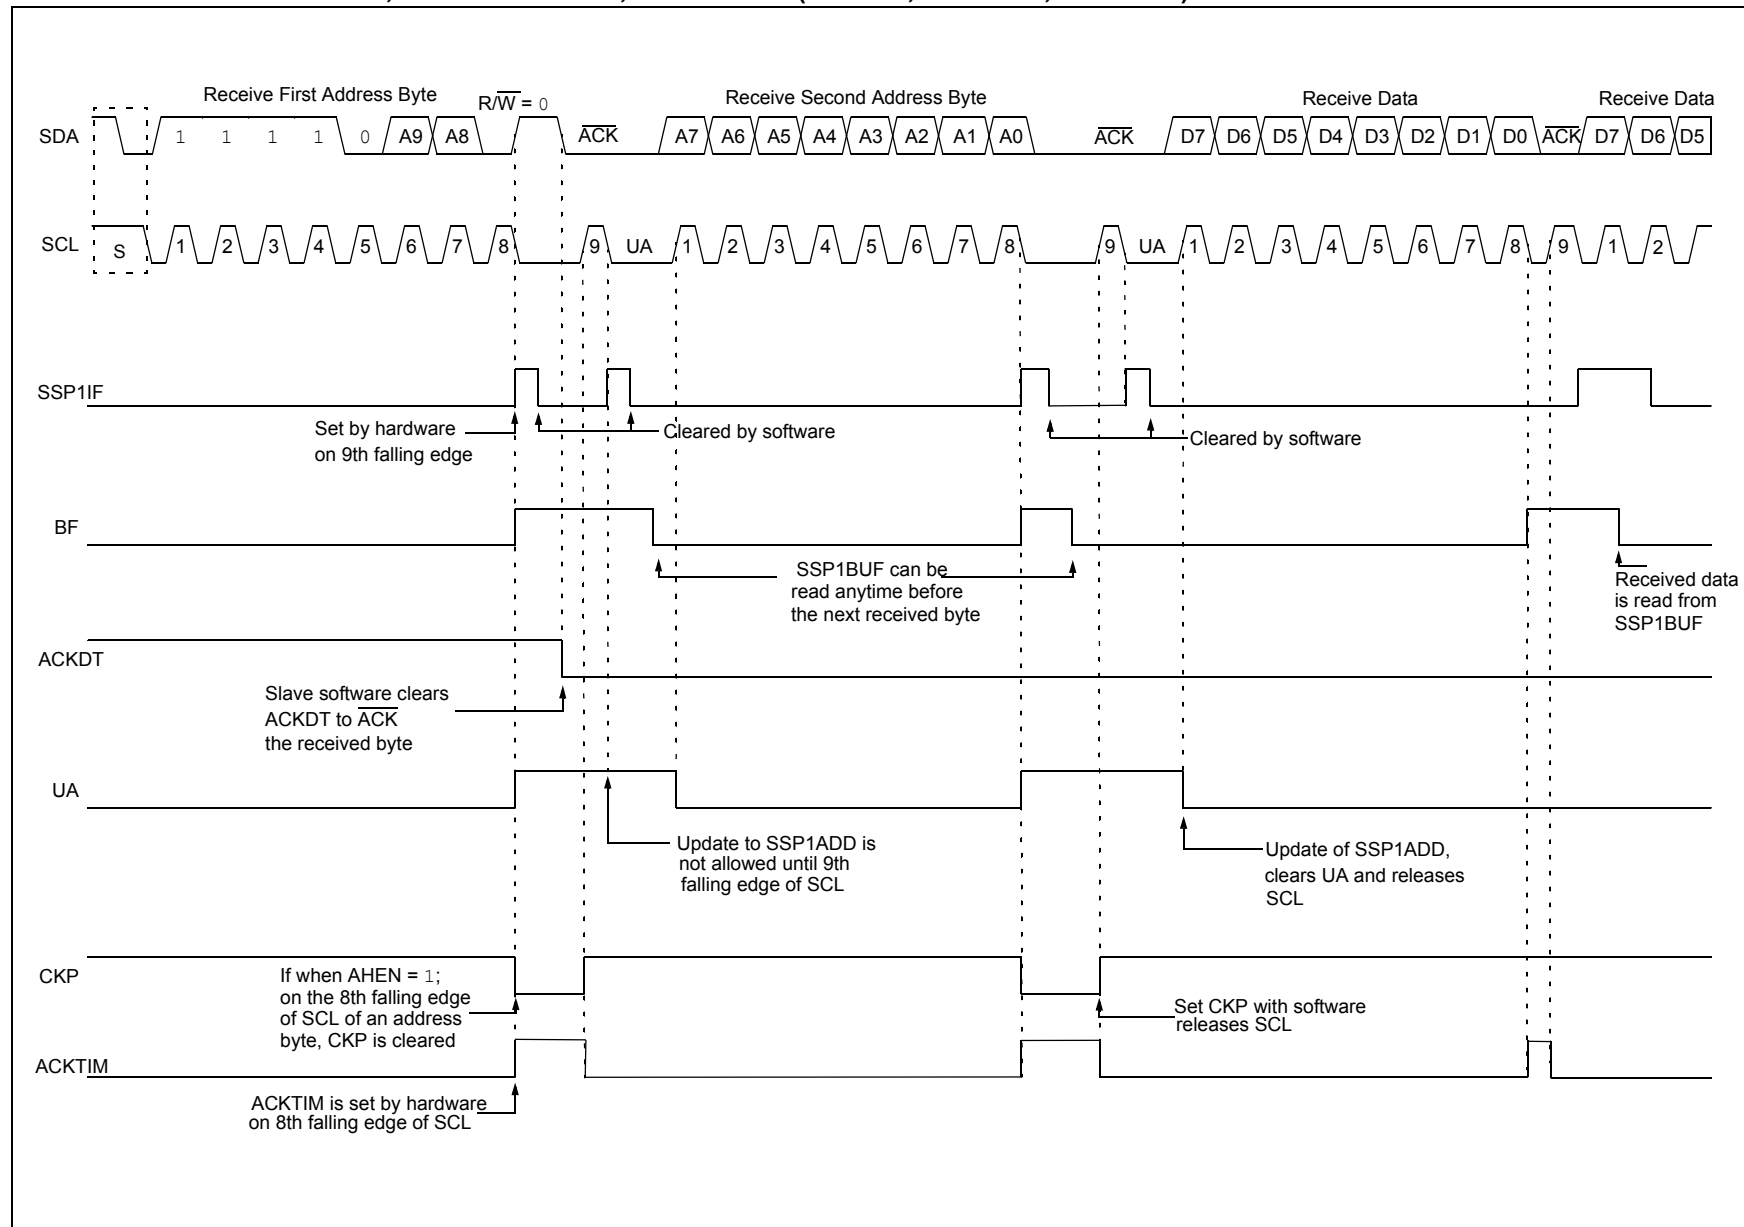 Receive First Address Byte
R/W = 0
Receive Second Address Byte
Receive Data
Receive Data
SDA
1 1 1 1 0 A9 A8
ACK
A7 A6 A5 A4 A3 A2 A1 A0
ACK
D7 D6 D5 D4 D3 D2 D1 D0
ACK
D7 D6 D5
SCL
S
1 2 3 4 5 6 7 8 9 UA 1 2 3 4 5 6 7 8 9 UA 1 2 3 4 5 6 7 8 9 1 2
SSP1IF
Set by hardware
on 9th falling edge
Cleared by software
Cleared by software
BF
SSP1BUF can be
read anytime before
the next received byte
Received data
is read from
SSP1BUF
ACKDT
Slave software clears
ACKDT to ACK
the received byte
UA
Update to SSP1ADD is
not allowed until 9th
falling edge of SCL
Update of SSP1ADD,
clears UA and releases
SCL
CKP
If when AHEN = 1;
on the 8th falling edge
of SCL of an address
byte, CKP is cleared
Set CKP with software
releases SCL
ACKTIM
ACKTIM is set by hardware
on 8th falling edge of SCL